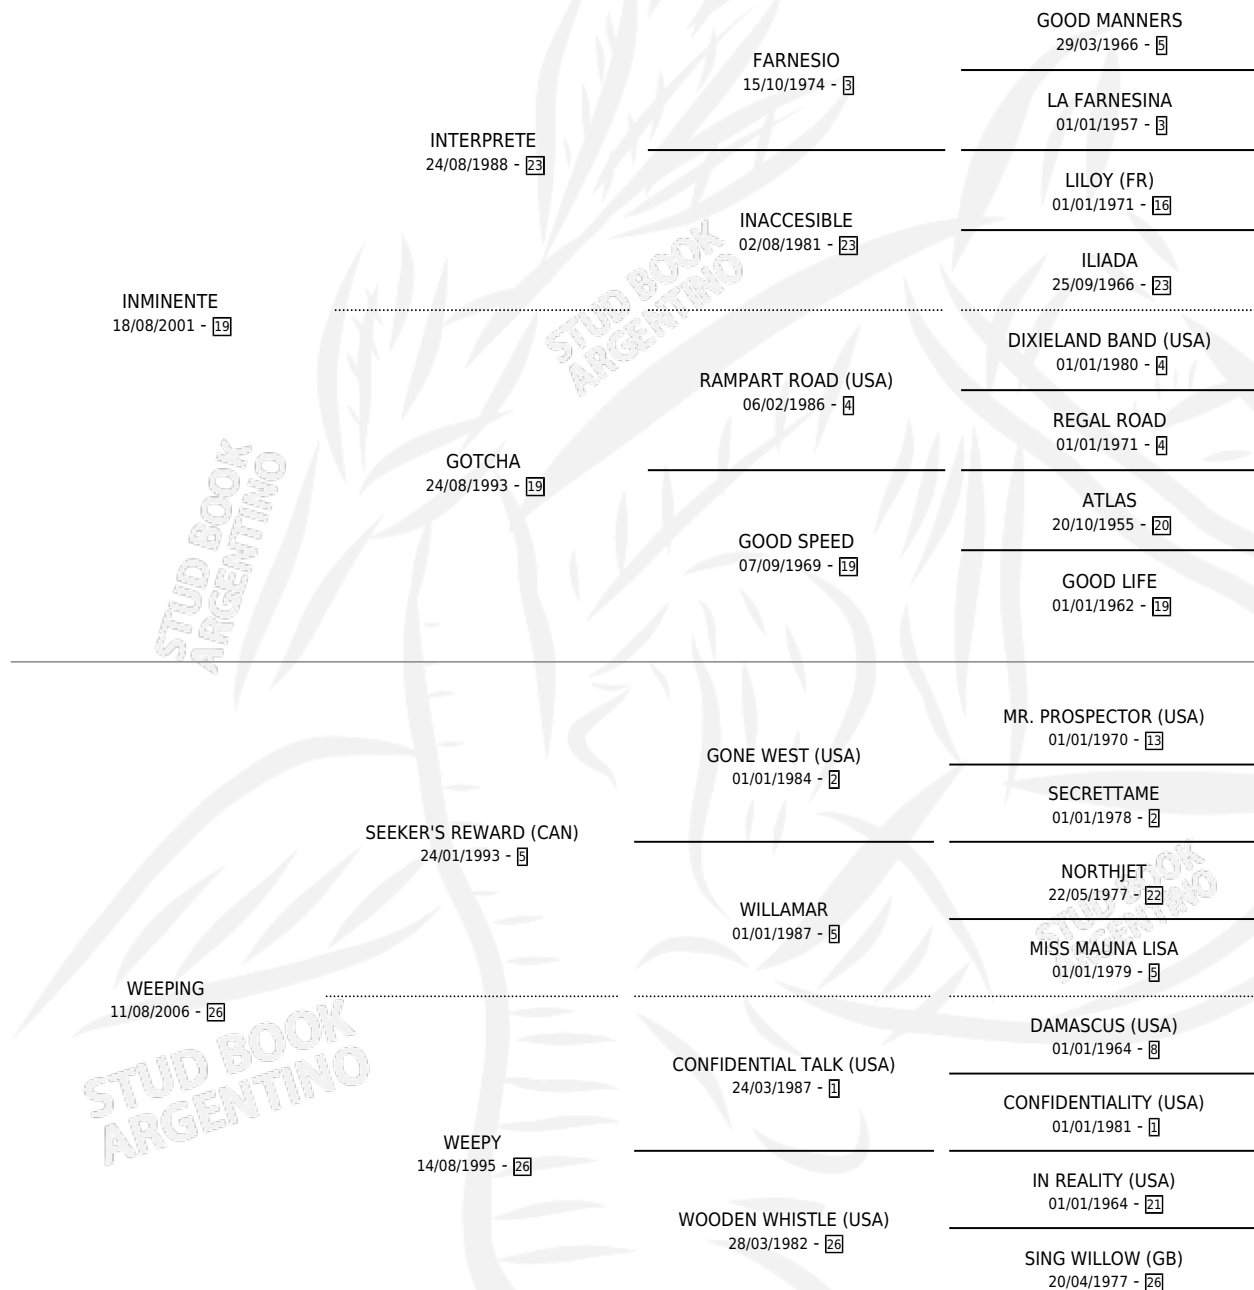 GOOD MANNERS
29/03/1966 - 5
FARNESIO
15/10/1974 - 3
LA FARNESINA
01/01/1957 - 3
INTERPRETE
24/08/1988 - 23
LILOY (FR)
01/01/1971 - 16
INACCESIBLE
02/08/1981 - 23
ILIADA
25/09/1966 - 23
INMINENTE
18/08/2001 - 19
DIXIELAND BAND (USA)
01/01/1980 - 4
RAMPART ROAD (USA)
06/02/1986 - 4
REGAL ROAD
01/01/1971 - 4
GOTCHA
24/08/1993 - 19
ATLAS
20/10/1955 - 20
GOOD SPEED
07/09/1969 - 19
GOOD LIFE
01/01/1962 - 19
MR. PROSPECTOR (USA)
01/01/1970 - 13
GONE WEST (USA)
01/01/1984 - 2
SECRETTAME
01/01/1978 - 2
SEEKER'S REWARD (CAN)
24/01/1993 - 5
NORTHJET
22/05/1977 - 22
WILLAMAR
01/01/1987 - 5
MISS MAUNA LISA
01/01/1979 - 5
WEEPING
11/08/2006 - 26
DAMASCUS (USA)
01/01/1964 - 8
CONFIDENTIAL TALK (USA)
24/03/1987 - 1
CONFIDENTIALITY (USA)
01/01/1981 - 1
WEEPY
14/08/1995 - 26
IN REALITY (USA)
01/01/1964 - 21
WOODEN WHISTLE (USA)
28/03/1982 - 26
SING WILLOW (GB)
20/04/1977 - 26
STUD BOOK
ARGENTINO
STUD BOOK
ARGENTINO
STUD BOOK
ARGENTINO
STUD BOOK
ARGENTINO